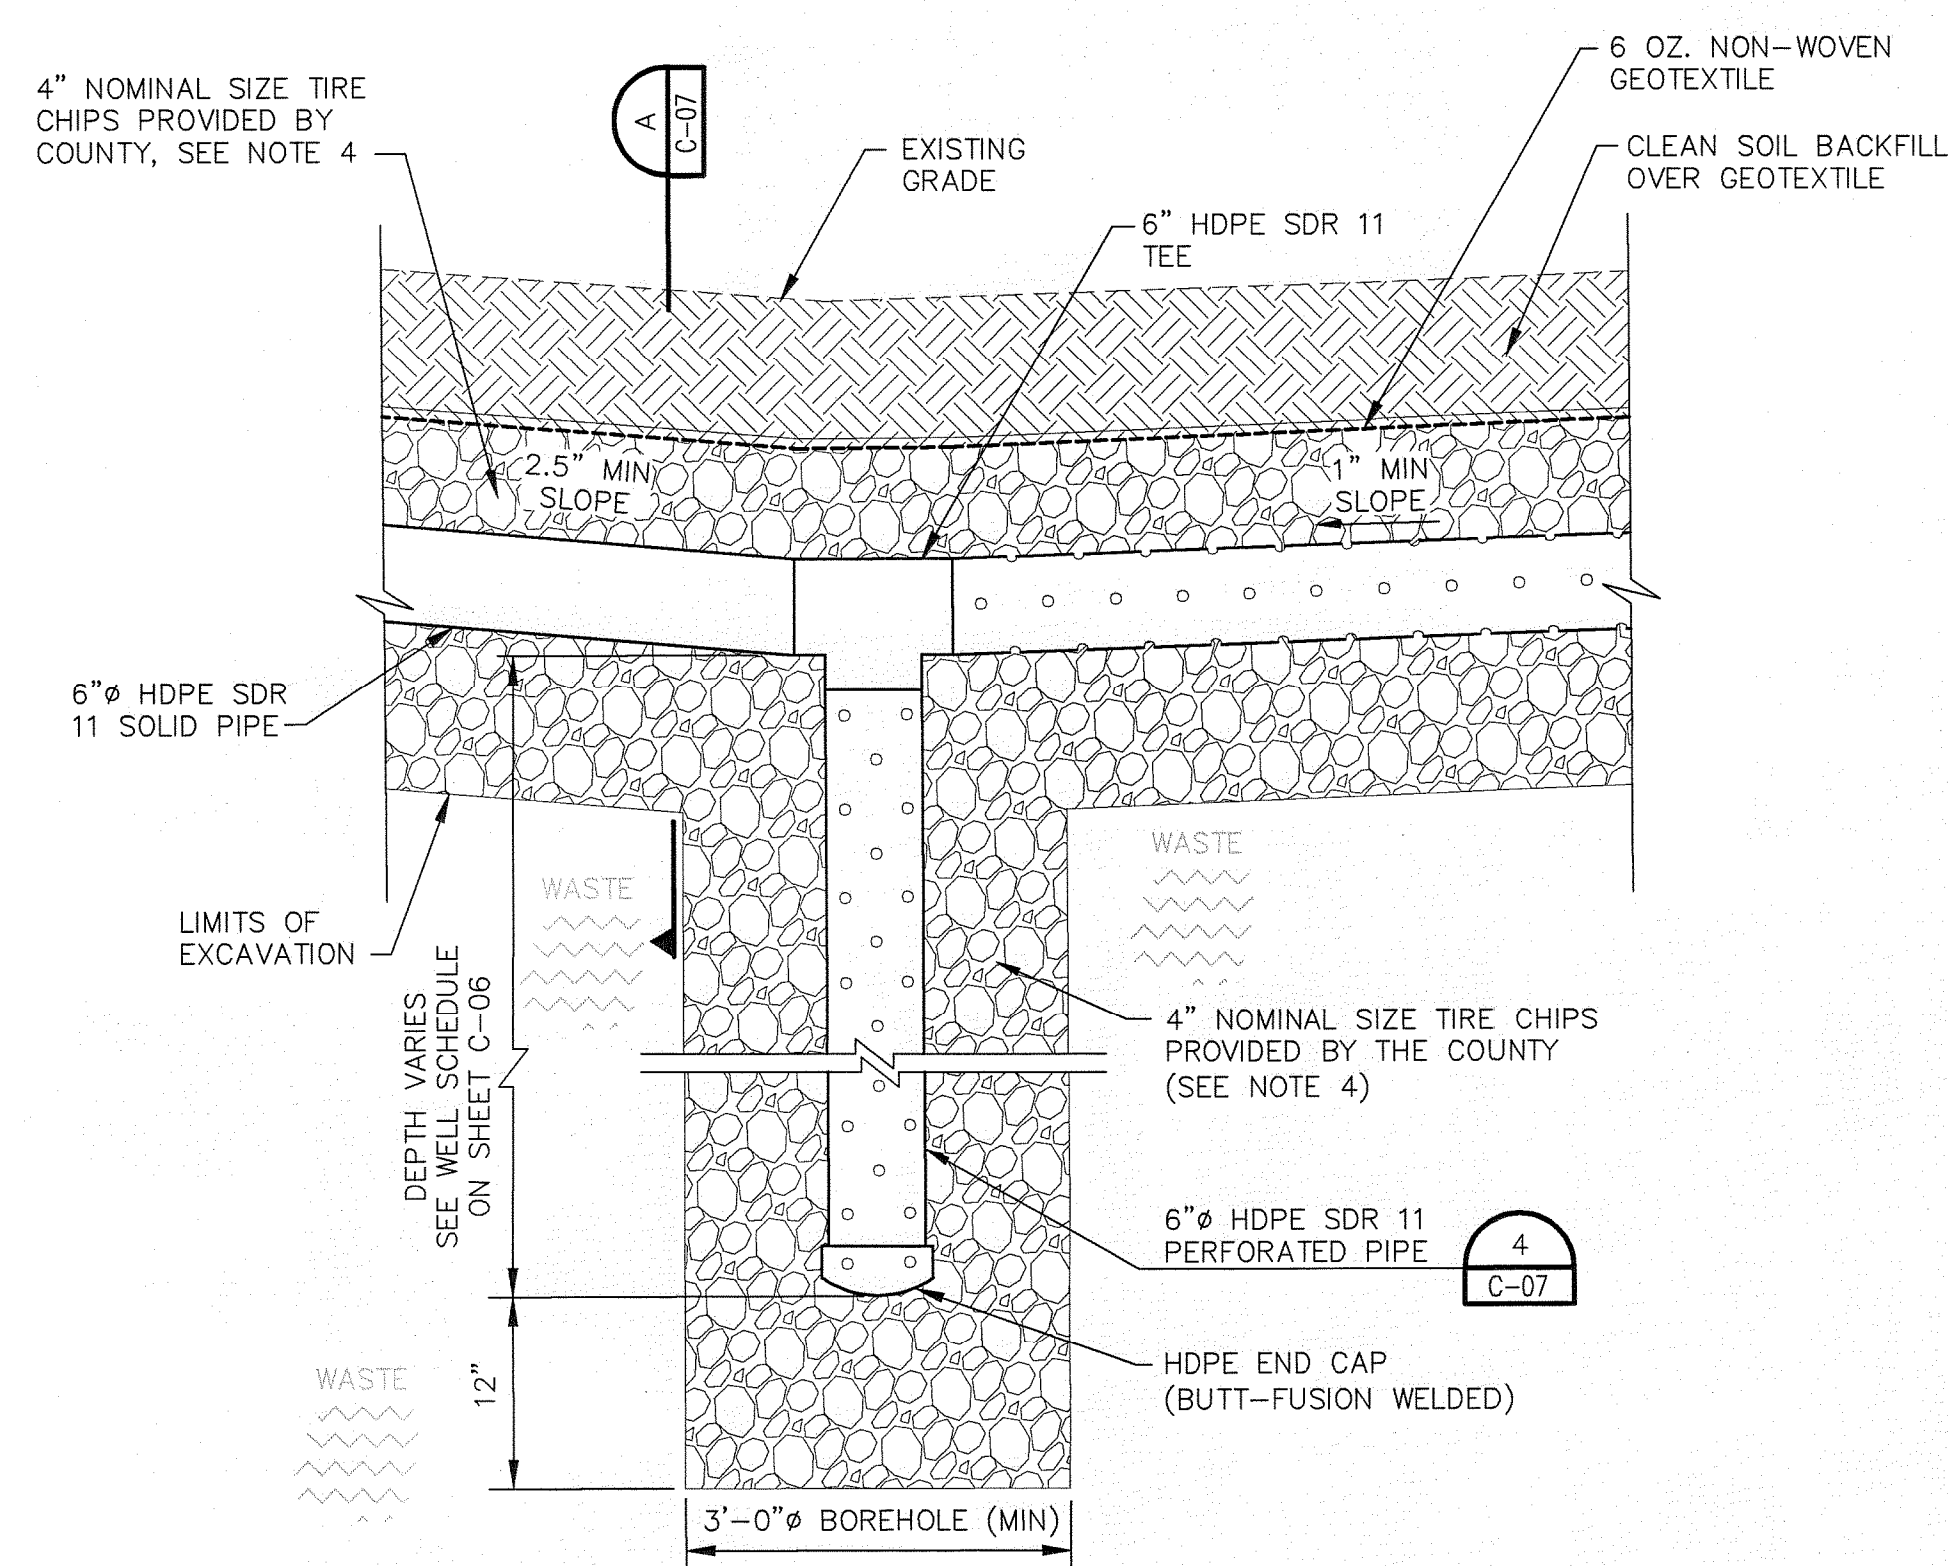 6 OZ. NON-WOVEN
GEOTEXTILE
4" NOMINAL SIZE TIRE
CHIPS PROVIDED BY
COUNTY, SEE NOTE 4
A
C-07
EXISTING
GRADE
CLEAN SOIL BACKFILL
OVER GEOTEXTILE
6" HDPE SDR 11
TEE
2.5" MIN
SLOPE
1" MIN
SLOPE
6"ø HDPE SDR
11 SOLID PIPE
WASTE
WASTE
LIMITS OF
EXCAVATION
DEPTH VARIES
SEE WELL SCHEDULE
ON SHEET C-06
4" NOMINAL SIZE TIRE CHIPS
PROVIDED BY THE COUNTY
(SEE NOTE 4)
6"ø HDPE SDR 11
PERFORATED PIPE
4
C-07
HDPE END CAP
(BUTT-FUSION WELDED)
12"
WASTE
3'-0"ø BOREHOLE (MIN)